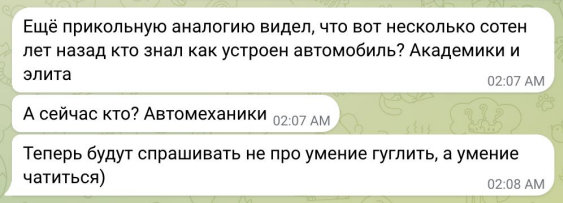 Ещё прикольную аналогию видел, что вот несколько сотен
лет назад кто знал как устроен автомобиль? Академики и
элита
02:07 AM
А сейчас кто? Автомеханики
02:07 AM
Теперь будут спрашивать не про умение гуглить, а умение
чатиться)
02:08 AM